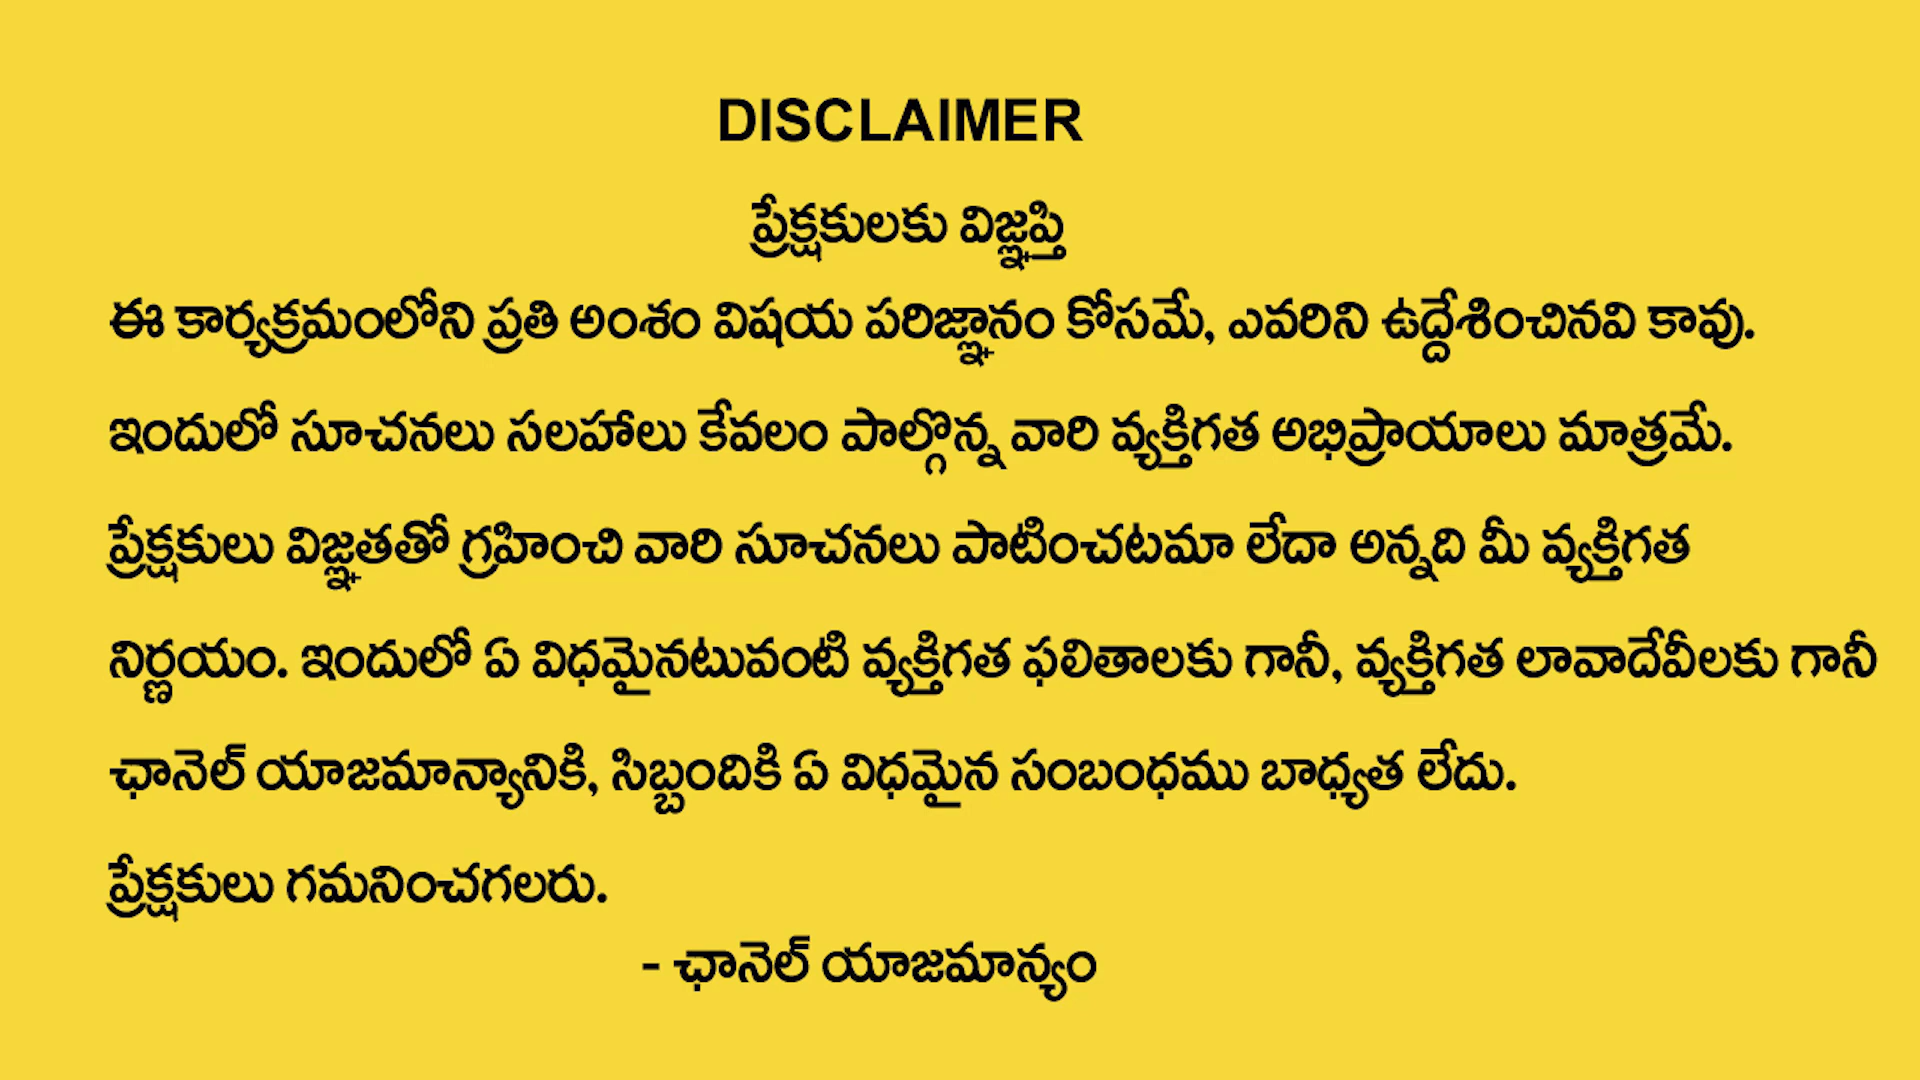 DISCLAIMER
ప్రేక్షకులకు విజ్ఞప్తి
ఈ కార్యక్రమంలోని ప్రతి అంశం విషయ పరిజ్ఞానం కోసమే, ఎవరిని ఉద్దేశించినవి కావు.
ఇందులో సూచనలు సలహాలు కేవలం పాల్గొన్న వారి వ్యక్తిగత అభిప్రాయాలు మాత్రమే.
ప్రేక్షకులు విజ్ఞతతో గ్రహించి వారి సూచనలు పాటించటమా లేదా అన్నది మీ వ్యక్తిగత
నిర్ణయం. ఇందులో ఏ విధమైనటువంటి వ్యక్తిగత ఫలితాలకు గానీ, వ్యక్తిగత లావాదేవీలకు గానీ
ఛానెల్ యాజమాన్యానికి, సిబ్బందికి ఏ విధమైన సంబంధము బాధ్యత లేదు.
ప్రేక్షకులు గమనించగలరు.
- ఛానెల్ యాజమాన్యం